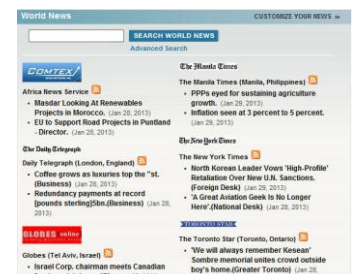 World News
CUSTOMIZE YOUR NEWS »
SEARCH WORLD NEWS
Advanced Search
COMTEX
Africa News Service
• Masdar Looking At Renewables
Projects in Morocco. (Jan 28, 2013)
• EU to Support Road Projects in Puntland
- Director. (Jan 28, 2013)
The Daily Telegraph
Daily Telegraph (London, England)
• Coffee grows as luxuries top the "st.
(Business) (Jan 28, 2013)
• Redundancy payments at record
[pounds sterling]5bn.(Business) (Jan 28,
2013)
GLOBES online
Globes (Tel Aviv, Israel)
• Israel Corp. chairman meets Canadian
The Manila Times
The Manila Times (Manila, Philippines)
• PPPs eyed for sustaining agriculture
growth. (Jan 29, 2013)
• Inflation seen at 3 percent to 5 percent.
(Jan 29, 2013)
The New York Times
The New York Times
• North Korean Leader Vows 'High-Profile'
Retaliation Over New U.N. Sanctions.
(Foreign Desk) (Jan 29, 2013)
• 'A Great Aviation Geek Is No Longer
Here'.(National Desk) (Jan 28, 2013)
TORONTO STAR
The Toronto Star (Toronto, Ontario)
• 'We will always remember Kesean'
Sombre memorial unites crowd outside
boy's home.(Greater Toronto) (Jan 28,